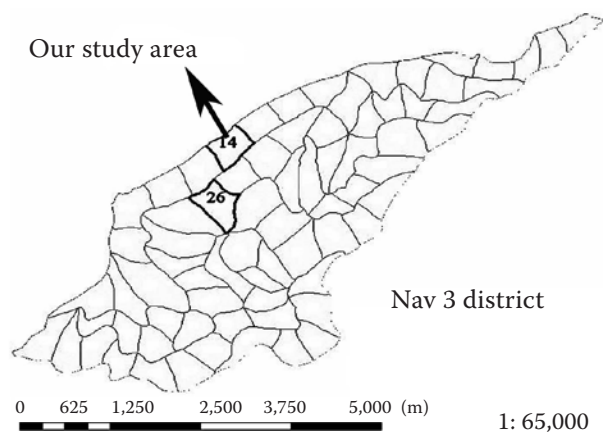 Our study area
14
26
Nav 3 district
0 625 1,250 2,500 3,750 5,000 (m)
1: 65,000